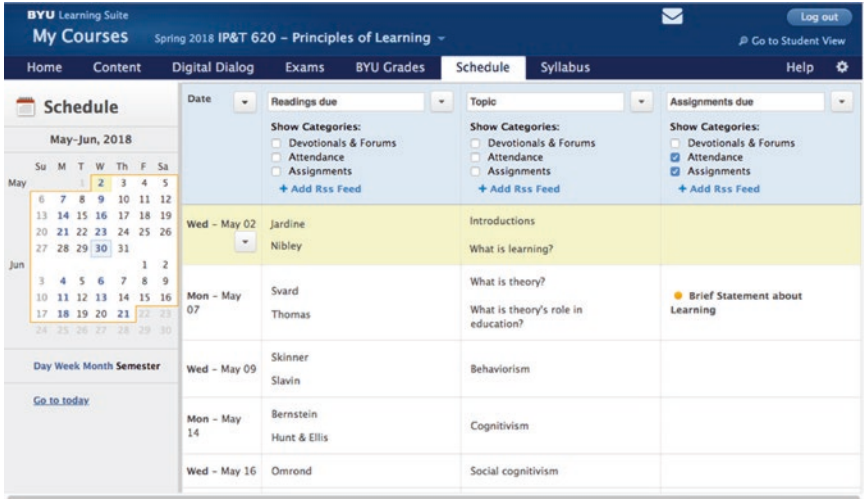 BYU Learning Suite
Log out
My Courses
Spring 2018 IP&T 620 – Principles of Learning
Go to Student View
Home Content Digital Dialog Exams BYU Grades Schedule Syllabus Help
Schedule
May–Jun, 2018
Su M T W Th F Sa
May 1 2 3 4 5
6 7 8 9 10 11 12
13 14 15 16 17 18 19
20 21 22 23 24 25 26
27 28 29 30 31
Jun 1 2
3 4 5 6 7 8 9
10 11 12 13 14 15 16
17 18 19 20 21 22 23
24 25 26 27 28 29 30
Day Week Month Semester
Go to today
Date
Readings due
Show Categories:
Devotionals & Forums
Attendance
Assignments
+ Add Rss Feed
Topic
Show Categories:
Devotionals & Forums
Attendance
Assignments
+ Add Rss Feed
Assignments due
Show Categories:
Devotionals & Forums
Attendance
Assignments
+ Add Rss Feed
Wed – May 02
Jardine
Nibley
Introductions
What is learning?
Mon – May
07
Svard
Thomas
What is theory?
What is theory's role in
education?
Brief Statement about
Learning
Wed – May 09
Skinner
Slavin
Behaviorism
Mon – May
14
Bernstein
Hunt & Ellis
Cognitivism
Wed – May 16
Omrond
Social cognitivism